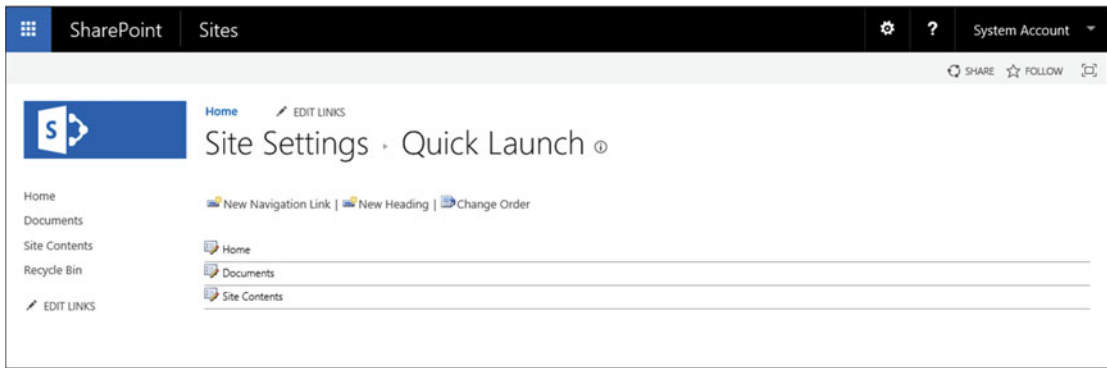 SharePoint Sites ? System Account
SHARE FOLLOW
S
Home EDIT LINKS
Site Settings › Quick Launch
Home
Documents
Site Contents
Recycle Bin
EDIT LINKS
New Navigation Link | New Heading | Change Order
Home
Documents
Site Contents